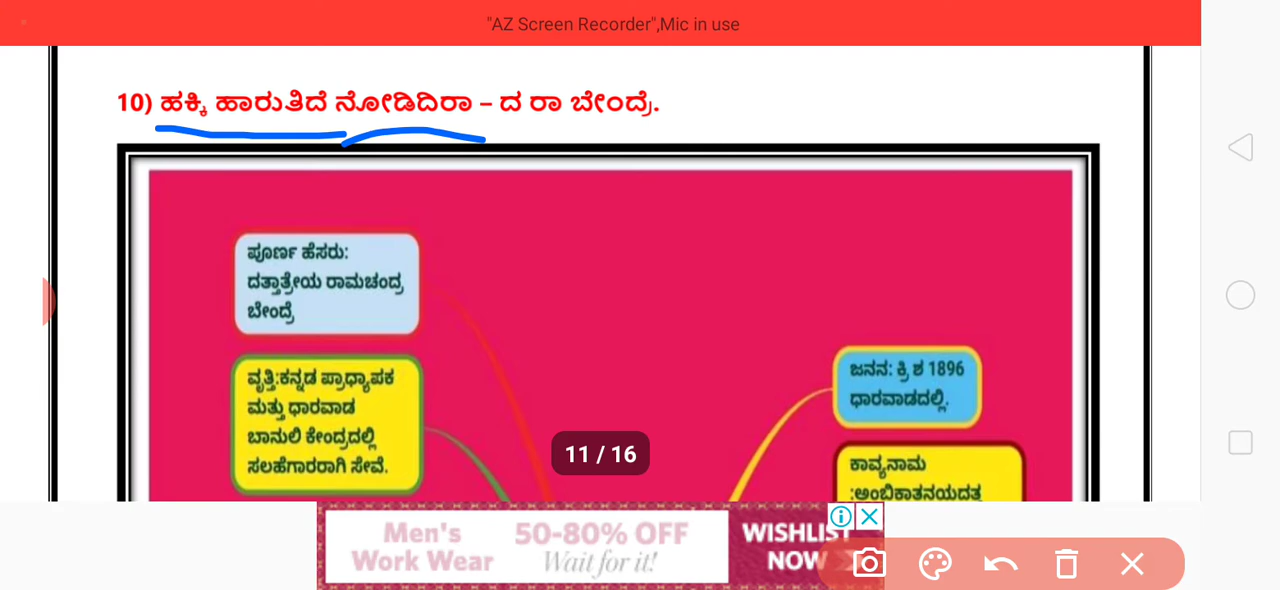 "AZ Screen Recorder",Mic in use
10) ಹಕ್ಕಿ ಹಾರುತಿದೆ ನೋಡಿದಿರಾ – ದ ರಾ ಬೇಂದ್ರೆ.
ಪೂರ್ಣ ಹೆಸರು:
ದತ್ತಾತ್ರೇಯ ರಾಮಚಂದ್ರ
ಬೇಂದ್ರೆ
ವೃತ್ತಿ:ಕನ್ನಡ ಪ್ರಾಧ್ಯಾಪಕ
ಮತ್ತು ಧಾರವಾಡ
ಬಾನುಲಿ ಕೇಂದ್ರದಲ್ಲಿ
ಸಲಹೆಗಾರರಾಗಿ ಸೇವೆ.
ಜನನ: ಕ್ರಿ ಶ 1896
ಧಾರವಾಡದಲ್ಲಿ.
ಕಾವ್ಯನಾಮ
:ಅಂಬಿಕಾತನಯದತ್ತ
11 / 16
Men's
Work Wear
50-80% OFF
Wait for it!
WISHLIST
NOW